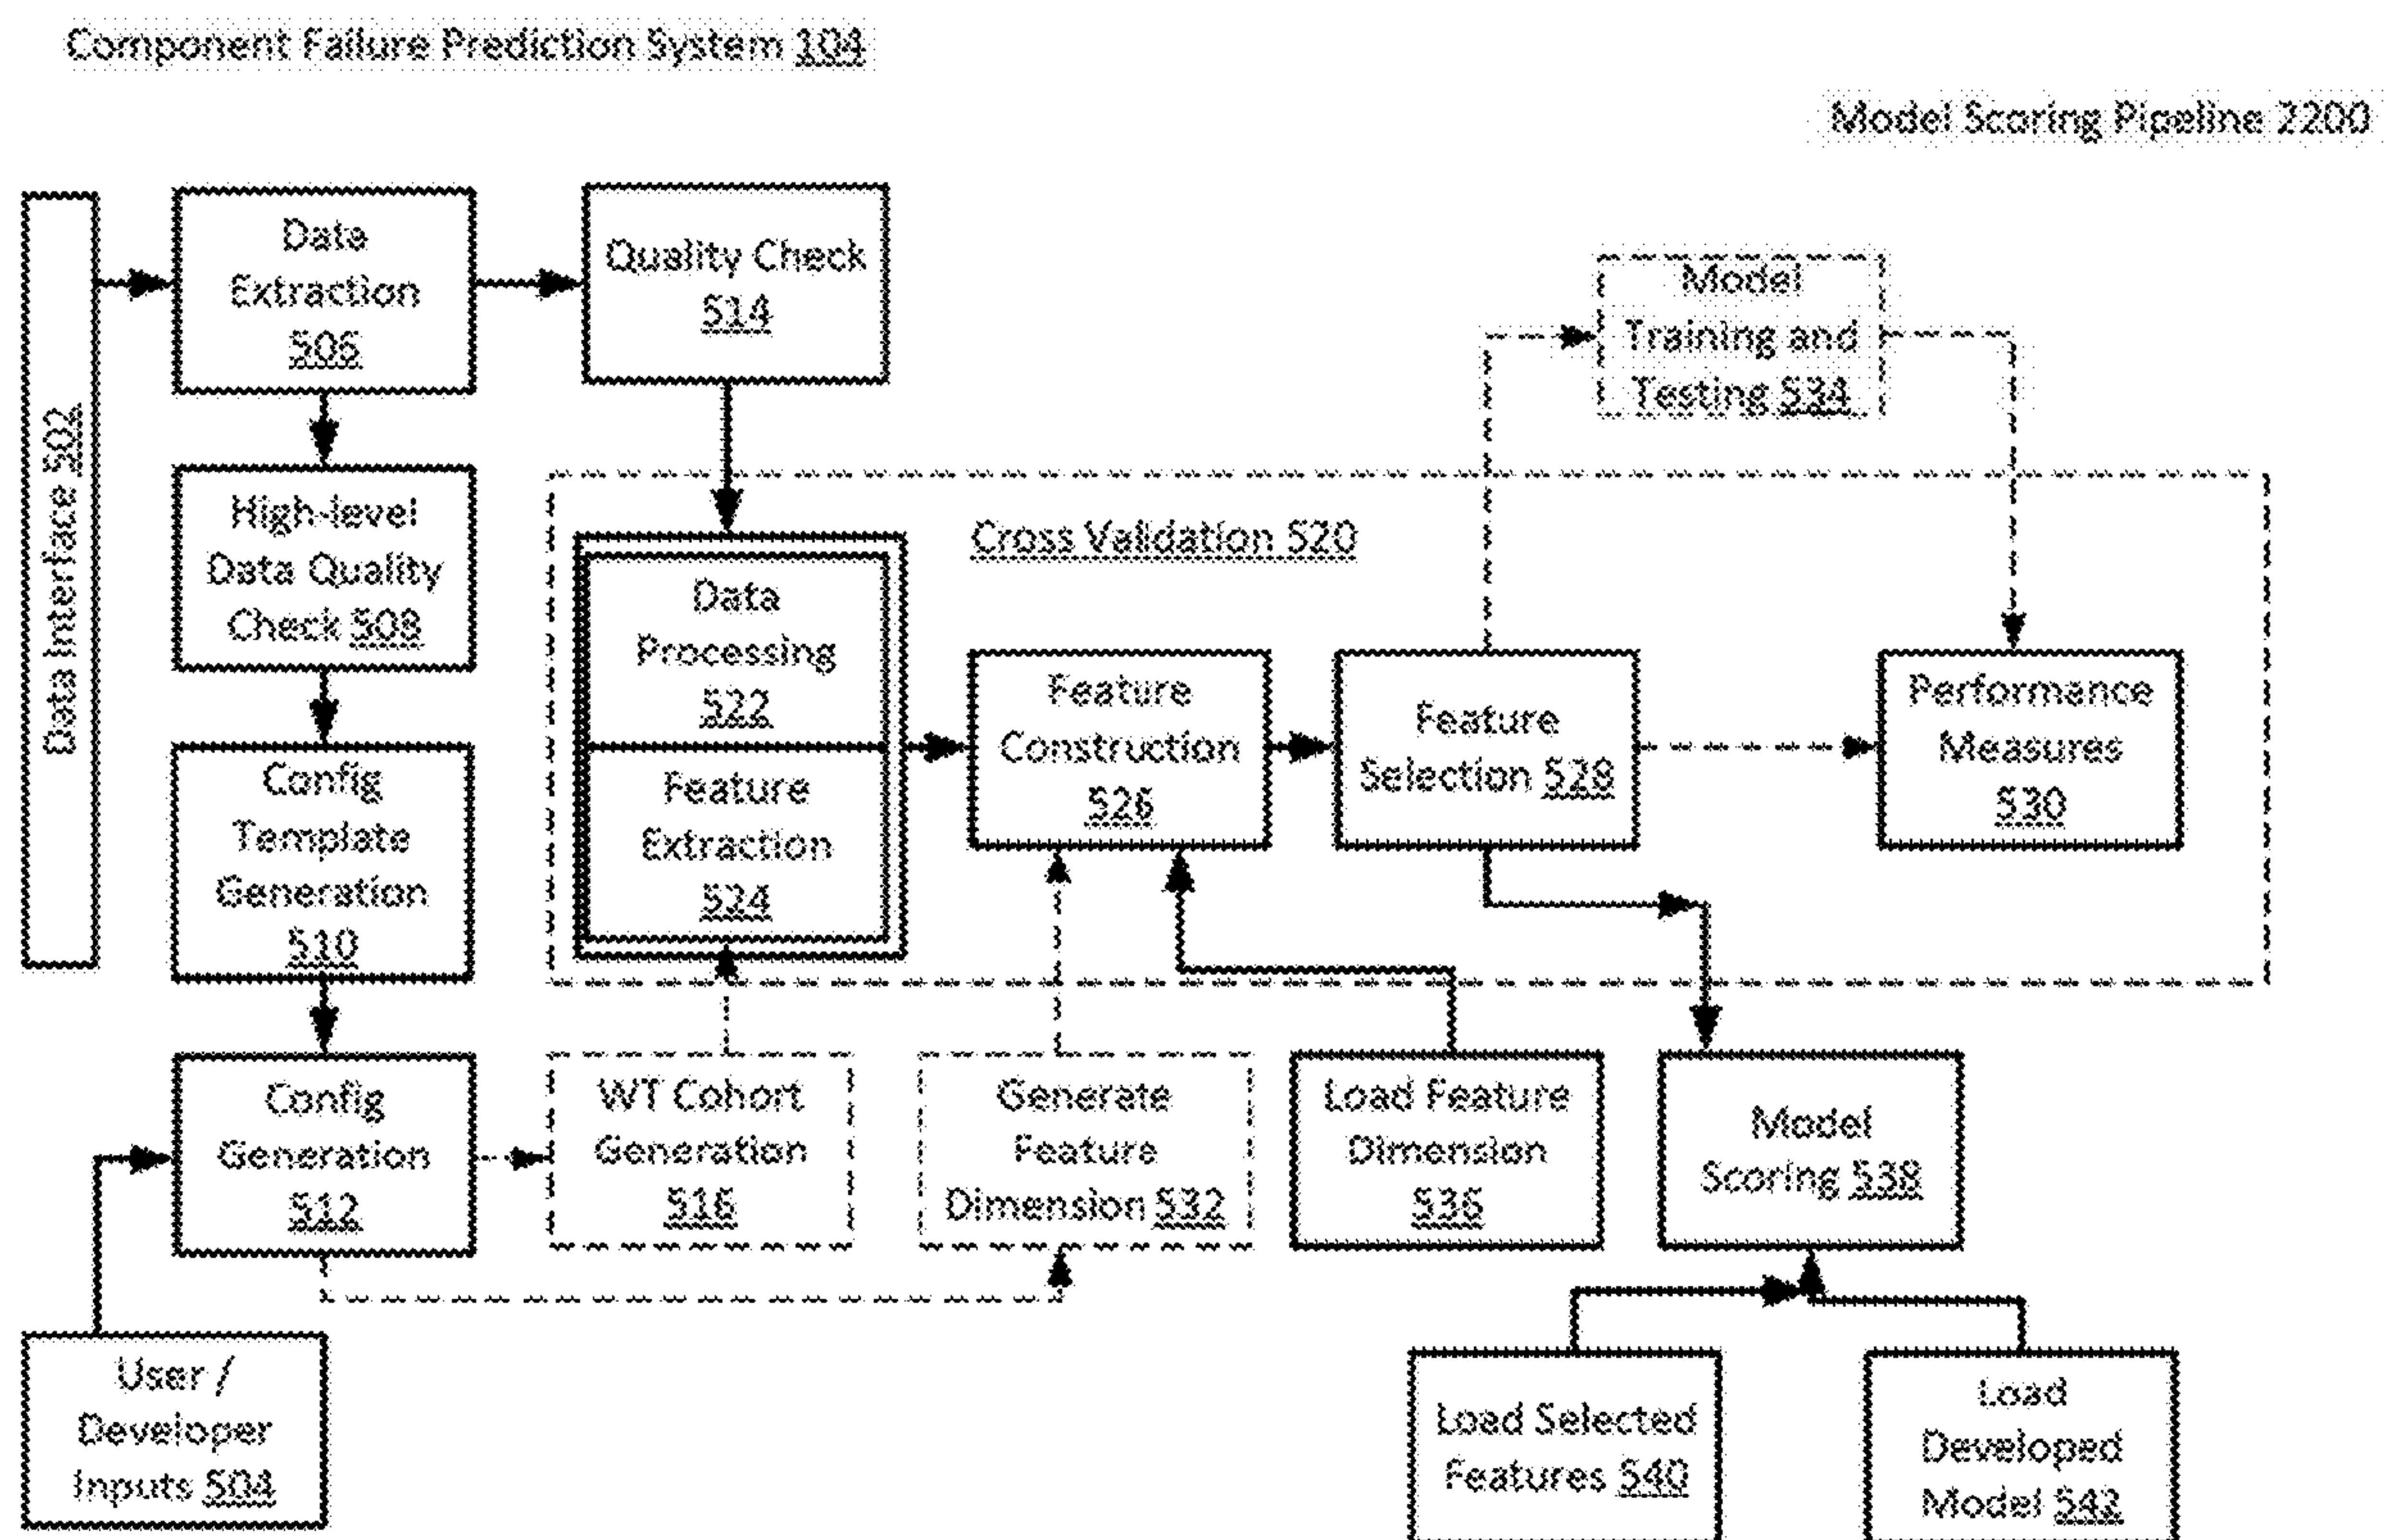 Component Failure Prediction System 104
Model Scoring Pipeline 2200
Data Interface 502
Data
Extraction
506
Quality Check
514
Model
Training and
Testing 534
High-level
Data Quality
Check 508
Cross Validation 520
Data
Processing
522
Feature
Extraction
524
Feature
Construction
526
Feature
Selection 528
Performance
Measures
530
Config
Template
Generation
510
Config
Generation
512
WT Cohort
Generation
516
Generate
Feature
Dimension 532
Load Feature
Dimension
536
Model
Scoring 538
User /
Developer
Inputs 504
Load Selected
Features 540
Load
Developed
Model 542